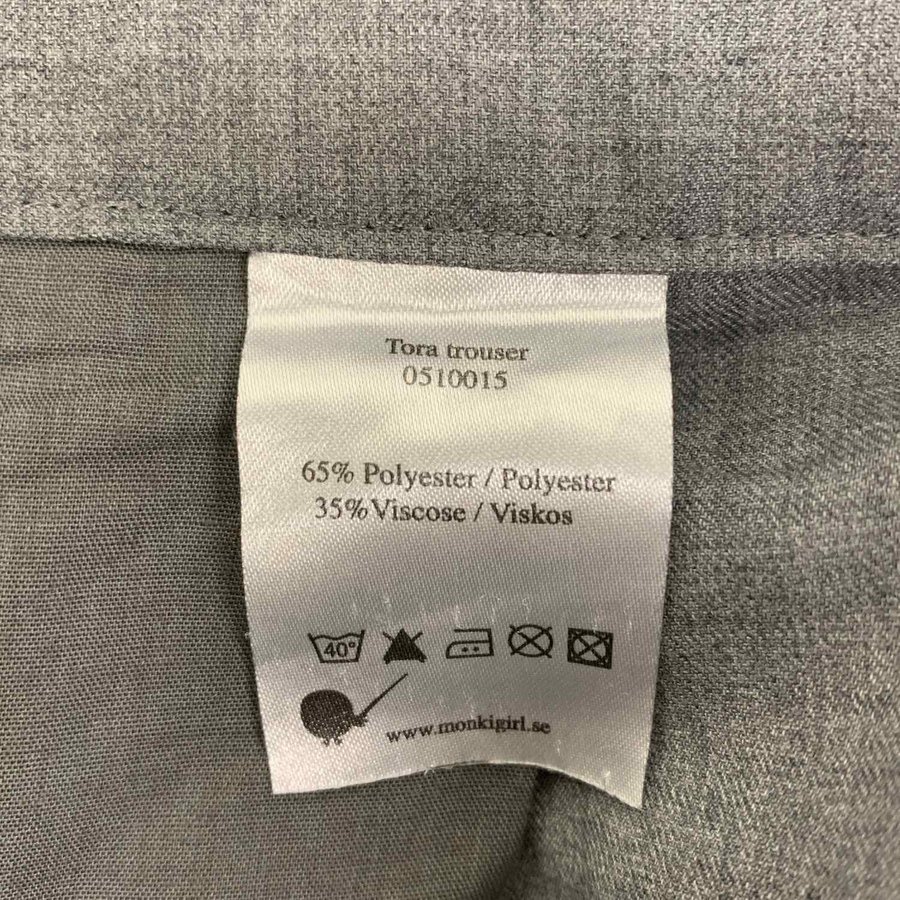 Tora trouser
0510015
65% Polyester / Polyester
35% Viscose / Viskos
40°
www.monkigirl.se